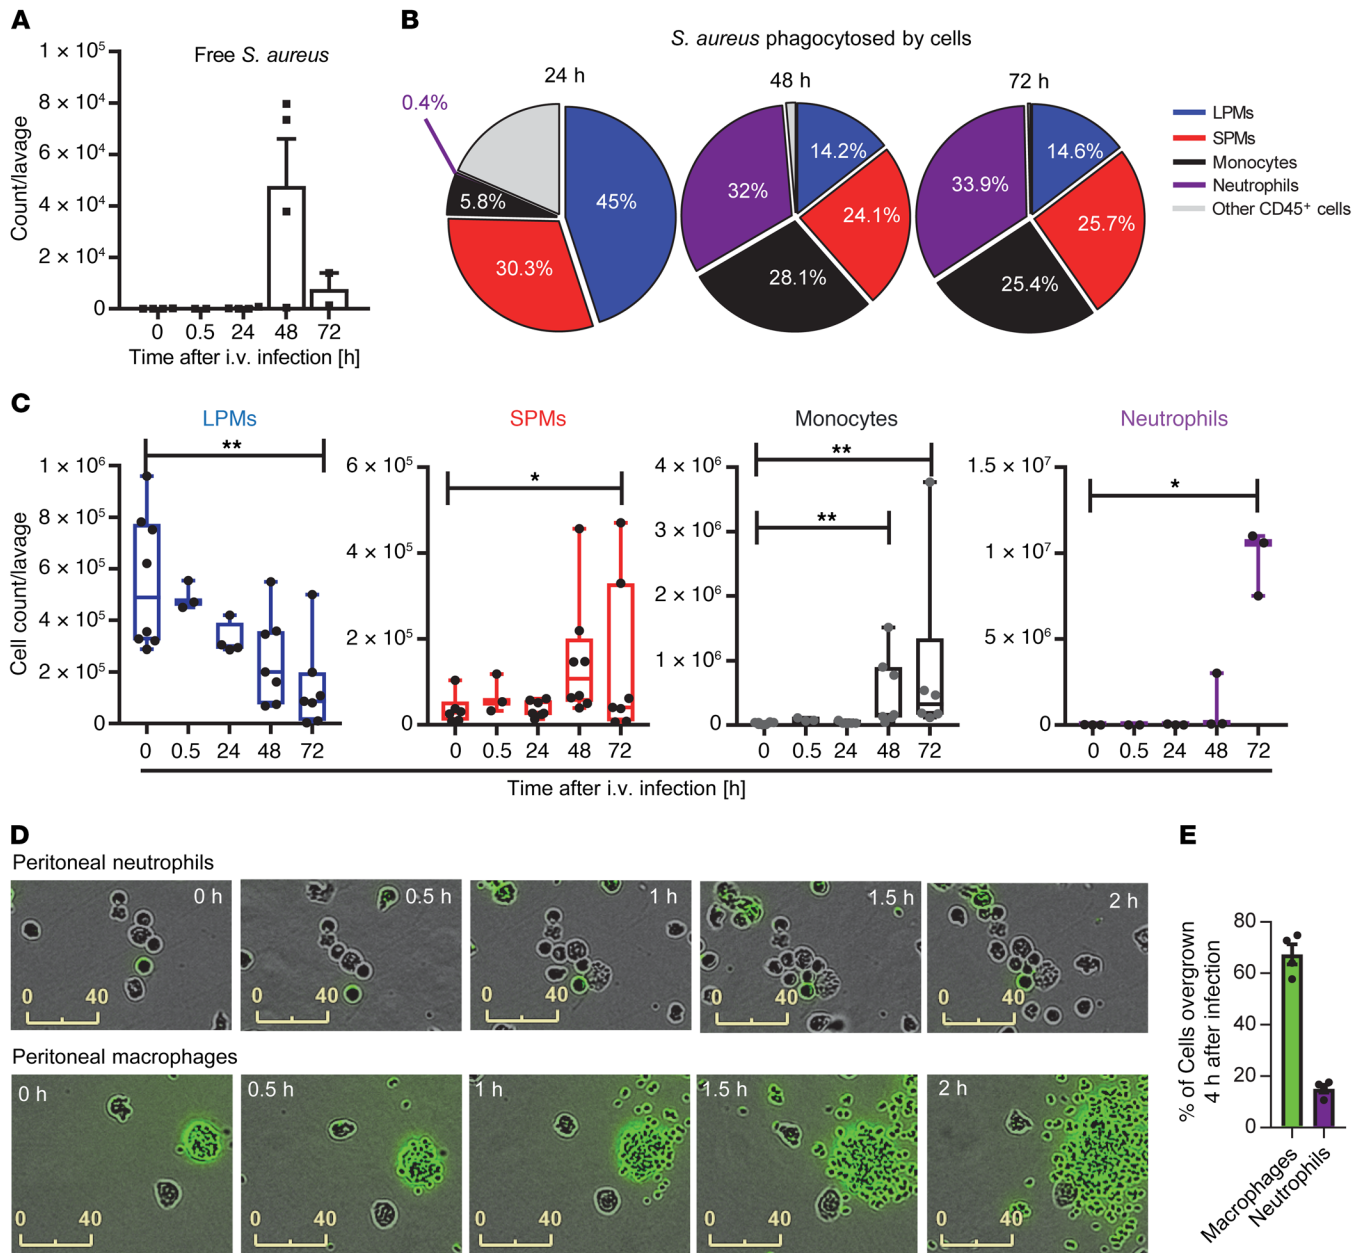 A
Free S. aureus
1 × 10⁵
8 × 10⁴
6 × 10⁴
4 × 10⁴
2 × 10⁴
0
Count/lavage
0 0.5 24 48 72
Time after i.v. infection [h]
B
S. aureus phagocytosed by cells
24 h
48 h
72 h
0.4%
5.8%
45%
30.3%
14.2%
32%
24.1%
28.1%
14.6%
33.9%
25.7%
25.4%
LPMs
SPMs
Monocytes
Neutrophils
Other CD45⁺ cells
C
LPMs
**
1 × 10⁶
8 × 10⁵
6 × 10⁵
4 × 10⁵
2 × 10⁵
0
Cell count/lavage
0 0.5 24 48 72
SPMs
*
6 × 10⁵
4 × 10⁵
2 × 10⁵
0
0 0.5 24 48 72
Monocytes
**
**
4 × 10⁶
3 × 10⁶
2 × 10⁶
1 × 10⁶
0
0 0.5 24 48 72
Neutrophils
*
1.5 × 10⁷
1 × 10⁷
5 × 10⁶
0
0 0.5 24 48 72
Time after i.v. infection [h]
D
Peritoneal neutrophils
0 h
0.5 h
1 h
1.5 h
2 h
0 40
0 40
0 40
0 40
0 40
Peritoneal macrophages
0 h
0.5 h
1 h
1.5 h
2 h
0 40
0 40
0 40
0 40
0 40
E
% of Cells overgrown
4 h after infection
80
60
40
20
0
Macrophages
Neutrophils